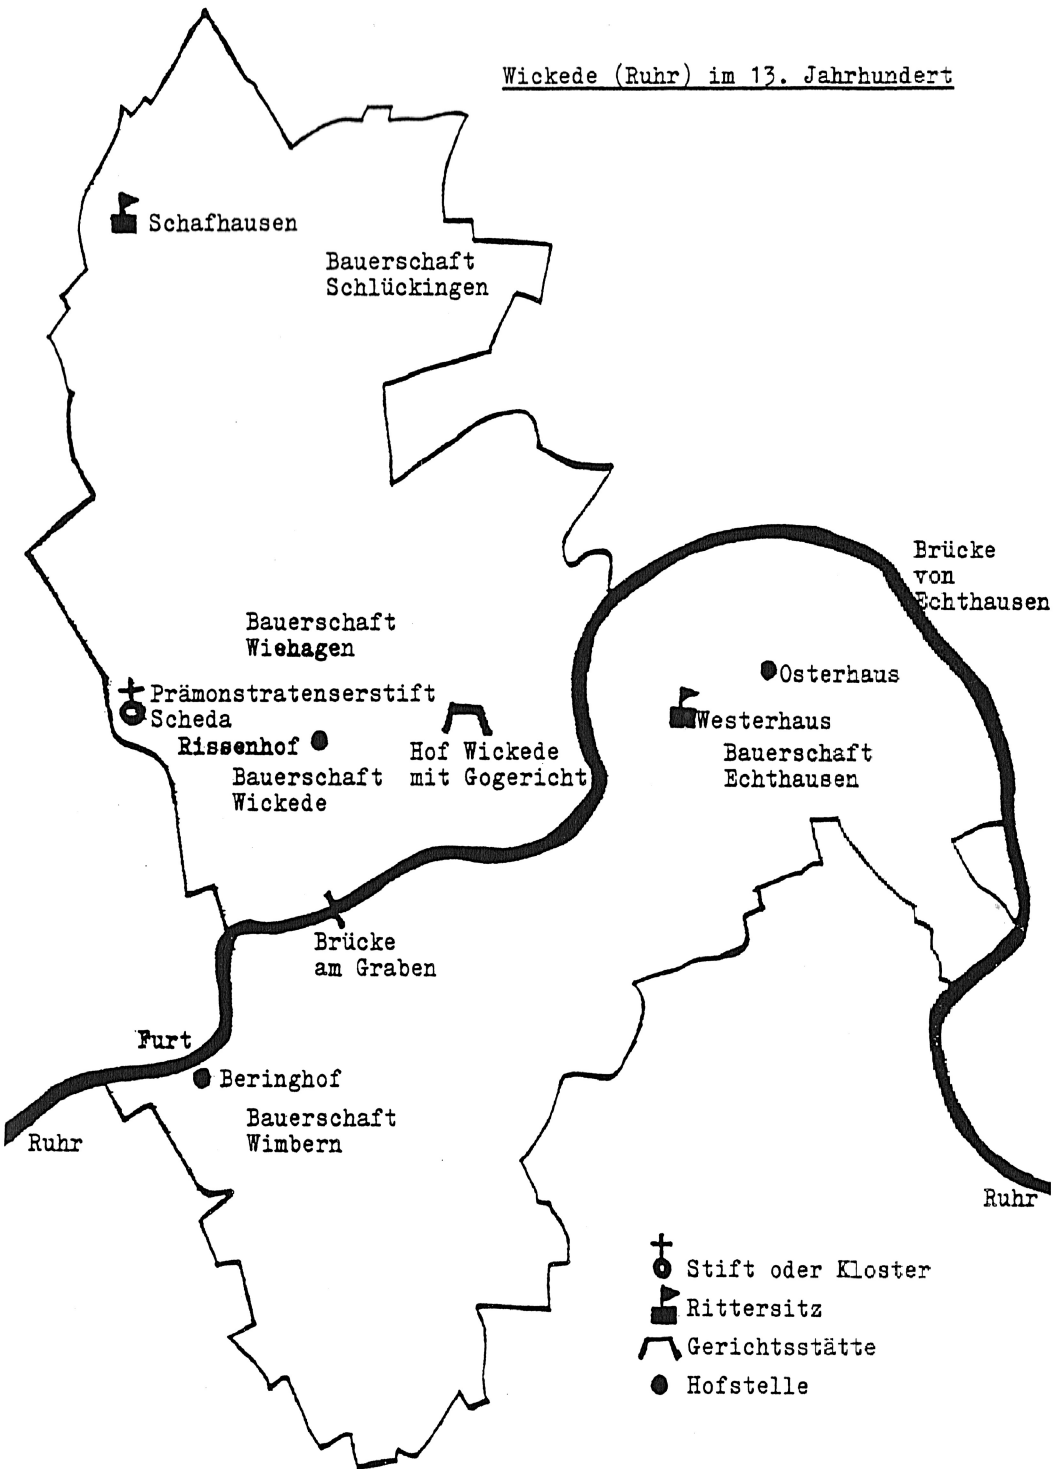 Wickede (Ruhr) im 13. Jahrhundert
Schafhausen
Bauerschaft
Schlückingen
Brücke
von
Echthausen
Bauerschaft
Wiehagen
Prämonstratenserstift
Scheda
Rissenhof
Bauerschaft
Wickede
Hof Wickede
mit Gogericht
Osterhaus
Westerhaus
Bauerschaft
Echthausen
Brücke
am Graben
Furt
Beringhof
Bauerschaft
Wimbern
Ruhr
Ruhr
Stift oder Kloster
Rittersitz
Gerichtsstätte
Hofstelle